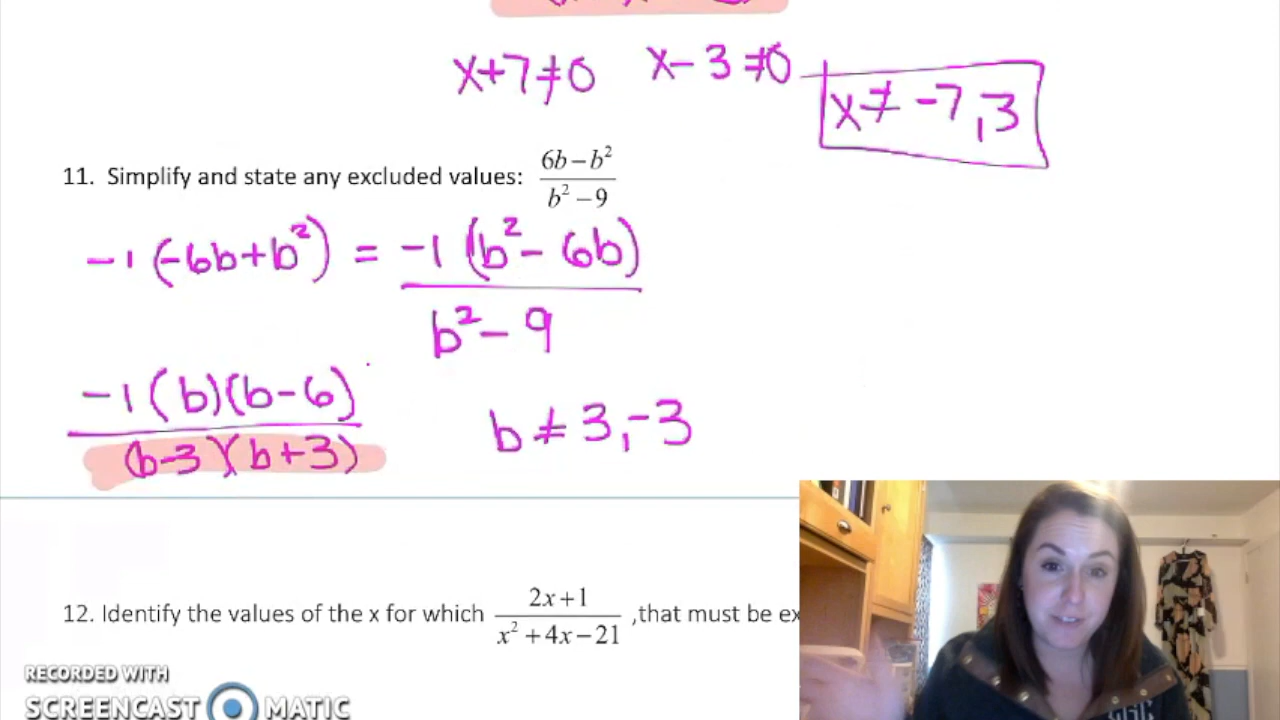 x+7≠0 x-3≠0 x≠-7,3
11. Simplify and state any excluded values: (6b-b²)/(b²-9)
-1(-6b+b²) = -1(b²-6b)
b²-9
-1(b)(b-6)
(b-3)(b+3)
b≠3,-3
12. Identify the values of the x for which (2x+1)/(x²+4x-21) ,that must be ex
RECORDED WITH
SCREENCAST MATIC